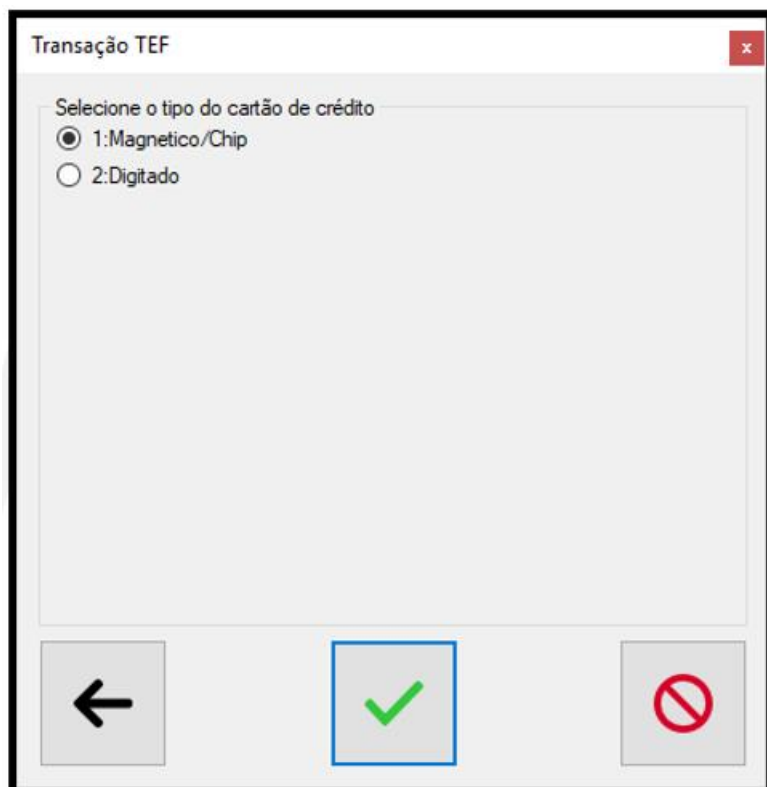 Transação TEF
x
Selecione o tipo do cartão de crédito
1:Magnetico/Chip
2:Digitado